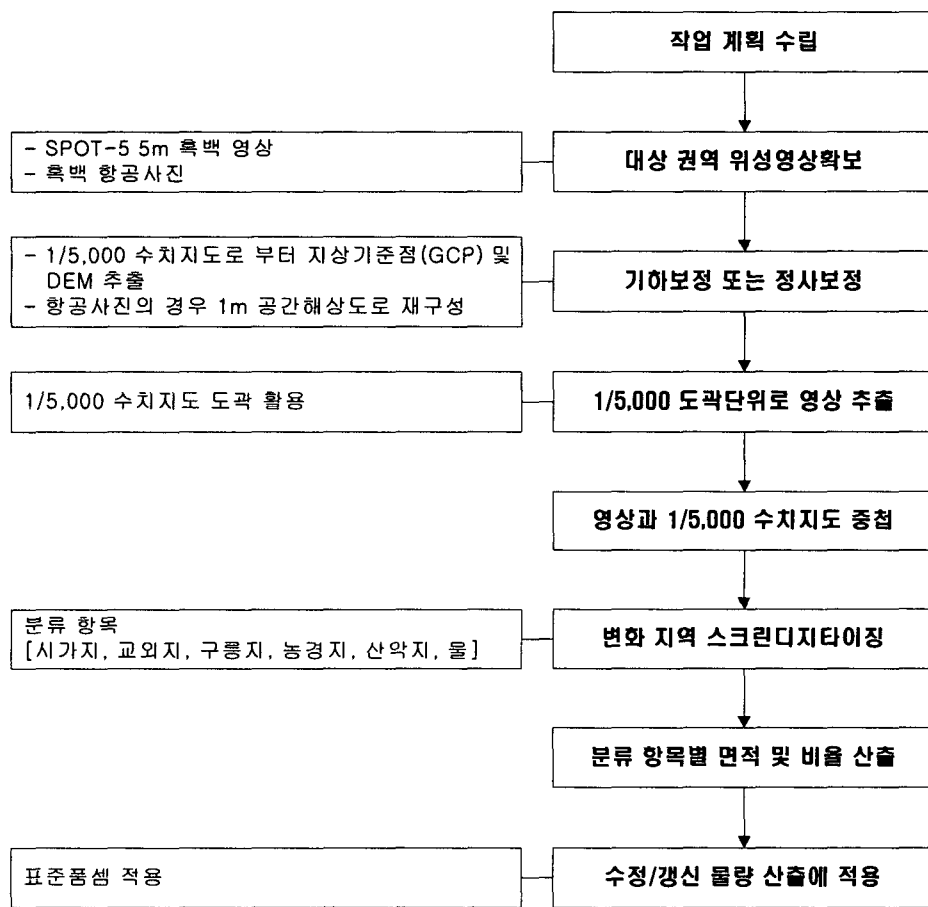 작업 계획 수립
- SPOT-5 5m 흑백 영상
- 흑백 항공사진
대상 권역 위성영상확보
- 1/5,000 수치지도로 부터 지상기준점(GCP) 및
DEM 추출
- 항공사진의 경우 1m 공간해상도로 재구성
기하보정 또는 정사보정
1/5,000 수치지도 도곽 활용
1/5,000 도곽단위로 영상 추출
영상과 1/5,000 수치지도 중첩
분류 항목
[시가지, 교외지, 구릉지, 농경지, 산악지, 물]
변화 지역 스크린디지타이징
분류 항목별 면적 및 비율 산출
표준품셈 적용
수정/갱신 물량 산출에 적용